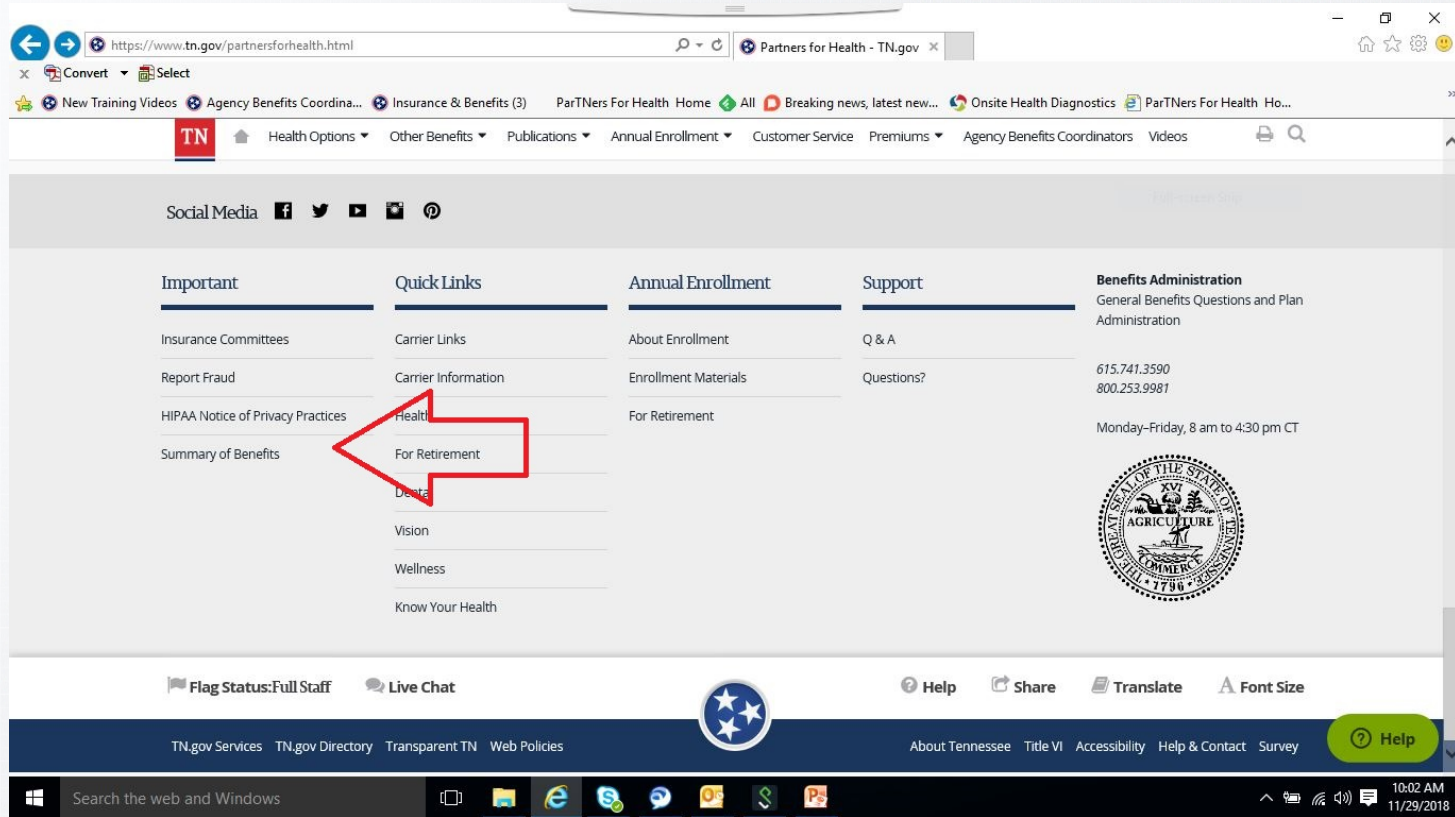 https://www.tn.gov/partnersforhealth.html
Partners for Health - TN.gov
x Convert Select
New Training Videos Agency Benefits Coordina... Insurance & Benefits (3) ParTNers For Health Home All Breaking news, latest new... Onsite Health Diagnostics ParTNers For Health Ho...
TN Health Options Other Benefits Publications Annual Enrollment Customer Service Premiums Agency Benefits Coordinators Videos
Social Media
Important
Insurance Committees
Report Fraud
HIPAA Notice of Privacy Practices
Summary of Benefits
Quick Links
Carrier Links
Carrier Information
Health
For Retirement
Dental
Vision
Wellness
Know Your Health
Annual Enrollment
About Enrollment
Enrollment Materials
For Retirement
Support
Q & A
Questions?
Benefits Administration
General Benefits Questions and Plan
Administration
615.741.3590
800.253.9981
Monday–Friday, 8 am to 4:30 pm CT
THE GREAT SEAL OF THE STATE OF TENNESSEE
XVI
AGRICULTURE
COMMERCE
1796
Flag Status:Full Staff Live Chat Help Share Translate Font Size
TN.gov Services TN.gov Directory Transparent TN Web Policies About Tennessee Title VI Accessibility Help & Contact Survey
Help
Search the web and Windows
10:02 AM
11/29/2018